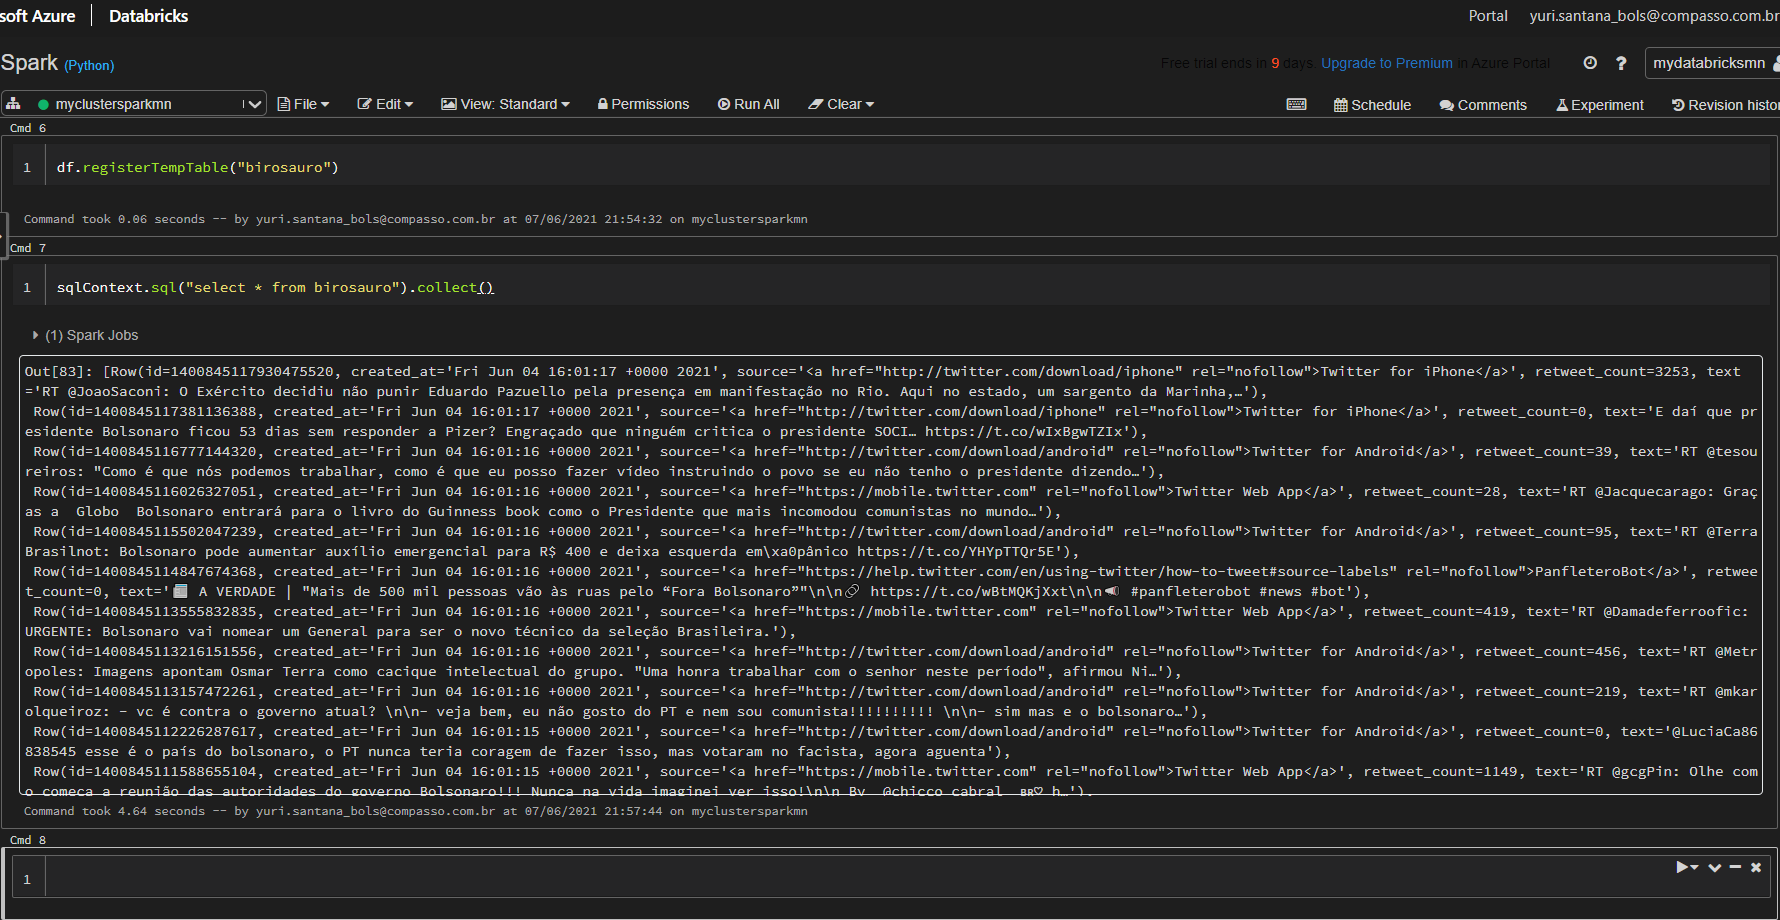 soft Azure | Databricks Portal yuri.santana_bols@compasso.com.br
Spark (Python) Free trial ends in 9 days. Upgrade to Premium in Azure Portal ? mydatabricksmn
myclustersparkmn File Edit View: Standard Permissions Run All Clear Schedule Comments Experiment Revision histor
Cmd 6
1 df.registerTempTable("birosauro")
Command took 0.06 seconds -- by yuri.santana_bols@compasso.com.br at 07/06/2021 21:54:32 on myclustersparkmn
Cmd 7
1 sqlContext.sql("select * from birosauro").collect()
(1) Spark Jobs
Out[83]: [Row(id=1400845117930475520, created_at='Fri Jun 04 16:01:17 +0000 2021', source='<a href="http://twitter.com/download/iphone" rel="nofollow">Twitter for iPhone</a>', retweet_count=3253, text
='RT @JoaoSaconi: O Exército decidiu não punir Eduardo Pazuello pela presença em manifestação no Rio. Aqui no estado, um sargento da Marinha,…'),
Row(id=1400845117381136388, created_at='Fri Jun 04 16:01:17 +0000 2021', source='<a href="http://twitter.com/download/iphone" rel="nofollow">Twitter for iPhone</a>', retweet_count=0, text='E daí que pr
esidente Bolsonaro ficou 53 dias sem responder a Pizer? Engraçado que ninguém critica o presidente SOCI… https://t.co/wIxBgwTZIx'),
Row(id=1400845116777144320, created_at='Fri Jun 04 16:01:16 +0000 2021', source='<a href="http://twitter.com/download/android" rel="nofollow">Twitter for Android</a>', retweet_count=39, text='RT @tesou
reiros: "Como é que nós podemos trabalhar, como é que eu posso fazer vídeo instruindo o povo se eu não tenho o presidente dizendo…'),
Row(id=1400845116026327051, created_at='Fri Jun 04 16:01:16 +0000 2021', source='<a href="https://mobile.twitter.com" rel="nofollow">Twitter Web App</a>', retweet_count=28, text='RT @Jacquecarago: Graç
as a  Globo  Bolsonaro entrará para o livro do Guinness book como o Presidente que mais incomodou comunistas no mundo…'),
Row(id=1400845115502047239, created_at='Fri Jun 04 16:01:16 +0000 2021', source='<a href="http://twitter.com/download/android" rel="nofollow">Twitter for Android</a>', retweet_count=95, text='RT @Terra
Brasilnot: Bolsonaro pode aumentar auxílio emergencial para R$ 400 e deixa esquerda em\xa0pânico https://t.co/YHYpTTQr5E'),
Row(id=1400845114847674368, created_at='Fri Jun 04 16:01:16 +0000 2021', source='<a href="https://help.twitter.com/en/using-twitter/how-to-tweet#source-labels" rel="nofollow">PanfleteroBot</a>', retwee
t_count=0, text='📰 A VERDADE | "Mais de 500 mil pessoas vão às ruas pelo “Fora Bolsonaro”"\n\n🔗 https://t.co/wBtMQKjXxt\n\n📢 #panfleterobot #news #bot'),
Row(id=1400845113555832835, created_at='Fri Jun 04 16:01:16 +0000 2021', source='<a href="https://mobile.twitter.com" rel="nofollow">Twitter Web App</a>', retweet_count=419, text='RT @Damadeferroofic:
URGENTE: Bolsonaro vai nomear um General para ser o novo técnico da seleção Brasileira.'),
Row(id=1400845113216151556, created_at='Fri Jun 04 16:01:16 +0000 2021', source='<a href="http://twitter.com/download/android" rel="nofollow">Twitter for Android</a>', retweet_count=456, text='RT @Metr
opoles: Imagens apontam Osmar Terra como cacique intelectual do grupo. "Uma honra trabalhar com o senhor neste período", afirmou Ni…'),
Row(id=1400845113157472261, created_at='Fri Jun 04 16:01:16 +0000 2021', source='<a href="http://twitter.com/download/android" rel="nofollow">Twitter for Android</a>', retweet_count=219, text='RT @mkar
olqueiroz: - vc é contra o governo atual? \n\n- veja bem, eu não gosto do PT e nem sou comunista!!!!!!!!!! \n\n- sim mas e o bolsonaro…'),
Row(id=1400845112226287617, created_at='Fri Jun 04 16:01:15 +0000 2021', source='<a href="http://twitter.com/download/android" rel="nofollow">Twitter for Android</a>', retweet_count=0, text='@LuciaCa86
838545 esse é o país do bolsonaro, o PT nunca teria coragem de fazer isso, mas votaram no facista, agora aguenta'),
Row(id=1400845111588655104, created_at='Fri Jun 04 16:01:15 +0000 2021', source='<a href="https://mobile.twitter.com" rel="nofollow">Twitter Web App</a>', retweet_count=1149, text='RT @gcgPin: Olhe com
o começa a reunião das autoridades do governo Bolsonaro!!! Nunca na vida imaginei ver isso!\n\n By  @chicco_cabral  🇧🇷♡ h…'),
Command took 4.64 seconds -- by yuri.santana_bols@compasso.com.br at 07/06/2021 21:57:44 on myclustersparkmn
Cmd 8
1